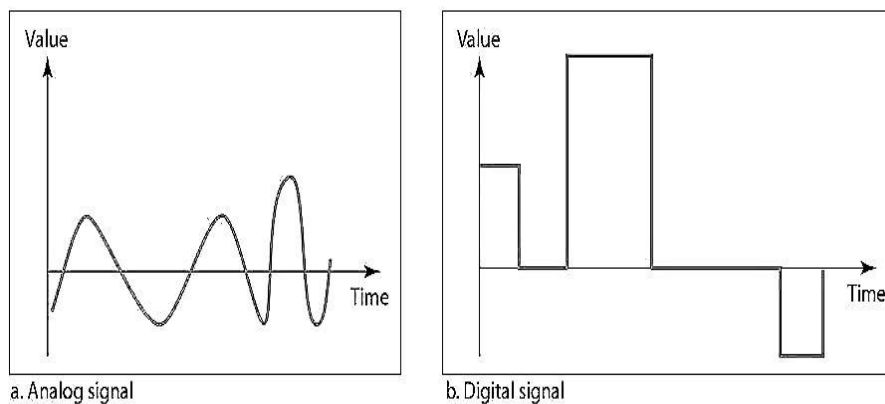 Value
Time
a. Analog signal
Value
Time
b. Digital signal